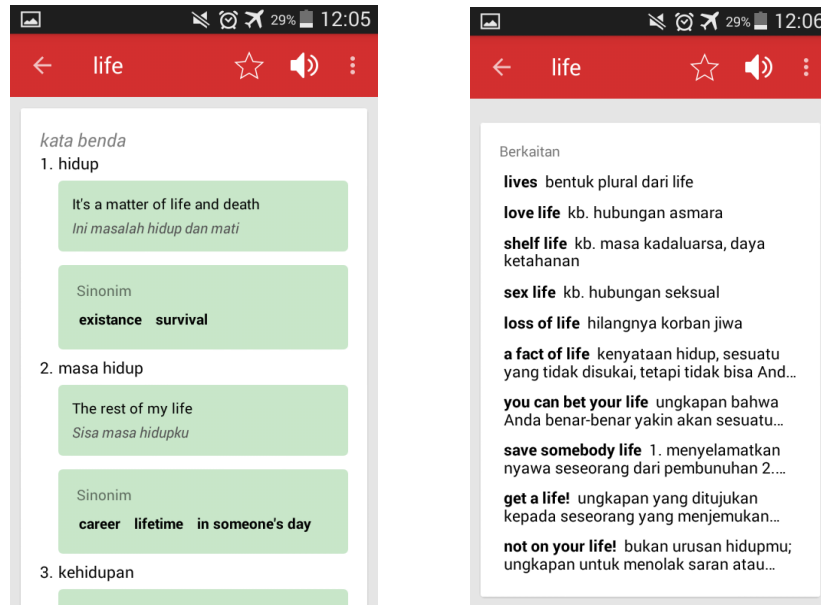 29% 12:05
life
kata benda
1. hidup
It's a matter of life and death
Ini masalah hidup dan mati
Sinonim
existance survival
2. masa hidup
The rest of my life
Sisa masa hidupku
Sinonim
career lifetime in someone's day
3. kehidupan
29% 12:06
life
Berkaitan
lives bentuk plural dari life
love life kb. hubungan asmara
shelf life kb. masa kadaluarsa, daya
ketahanan
sex life kb. hubungan seksual
loss of life hilangnya korban jiwa
a fact of life kenyataan hidup, sesuatu
yang tidak disukai, tetapi tidak bisa And...
you can bet your life ungkapan bahwa
Anda benar-benar yakin akan sesuatu...
save somebody life 1. menyelamatkan
nyawa seseorang dari pembunuhan 2....
get a life! ungkapan yang ditujukan
kepada seseorang yang menjemukan...
not on your life! bukan urusan hidupmu;
ungkapan untuk menolak saran atau...